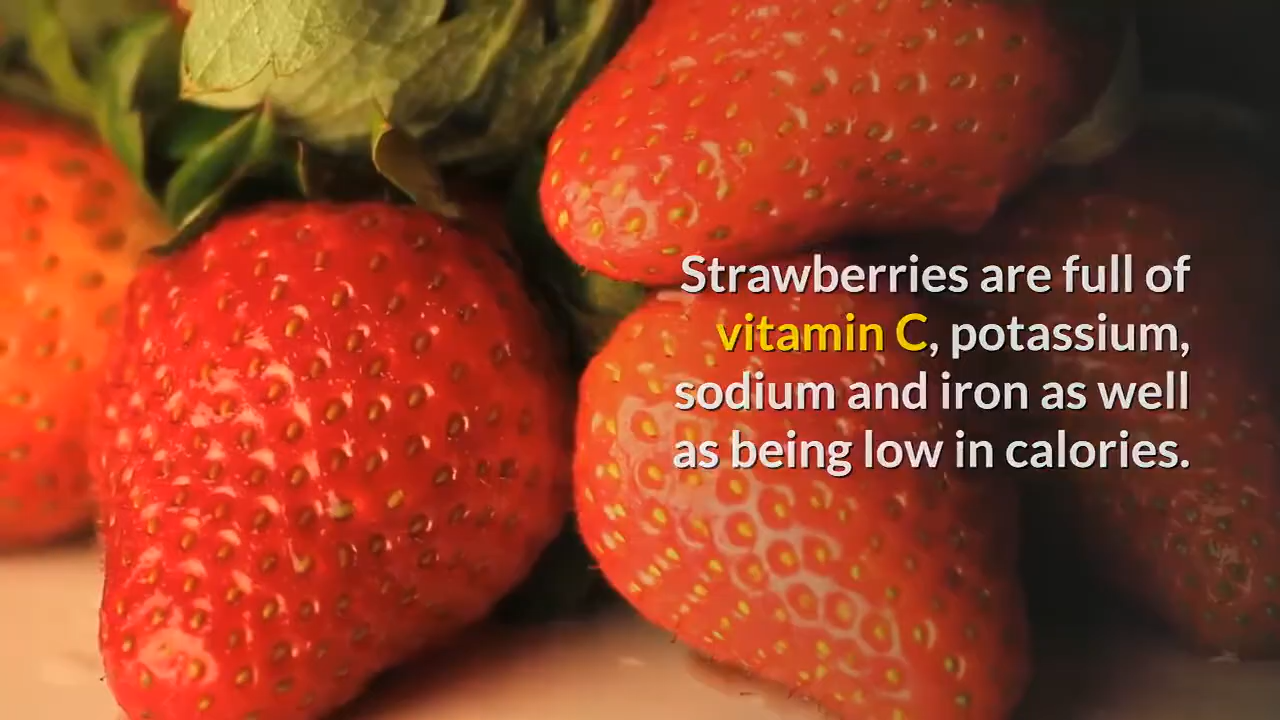 Strawberries are full of
vitamin C, potassium,
sodium and iron as well
as being low in calories.